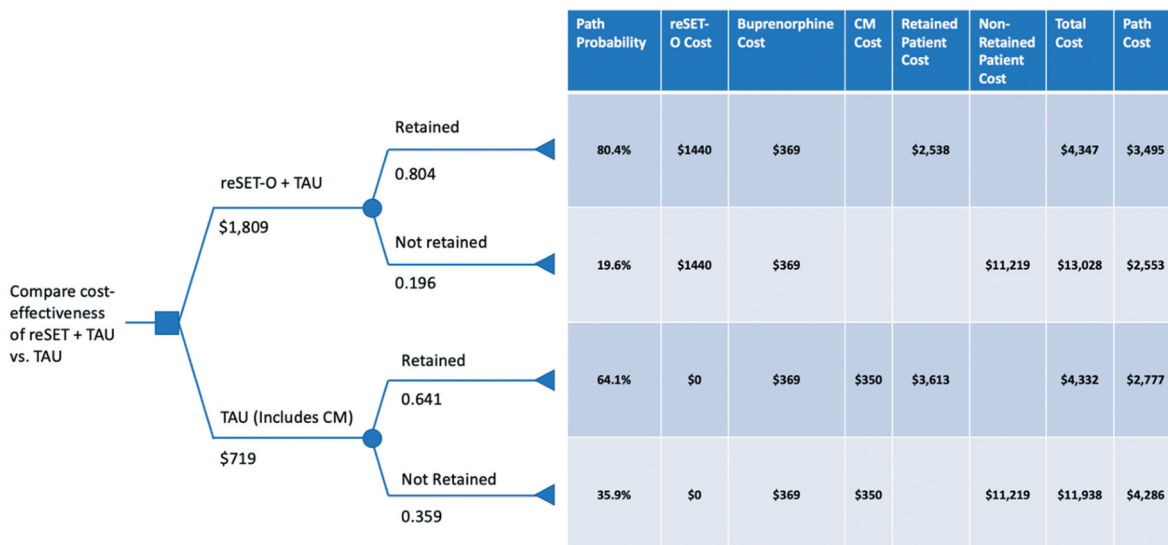 Path Probability
reSET-O Cost
Buprenorphine Cost
CM Cost
Retained Patient Cost
Non-Retained Patient Cost
Total Cost
Path Cost
Retained
80.4% $1440 $369 $2,538 $4,347 $3,495
0.804
reSET-O + TAU
$1,809
Not retained
19.6% $1440 $369 $11,219 $13,028 $2,553
0.196
Compare cost-
effectiveness
of reSET + TAU
vs. TAU
Retained
64.1% $0 $369 $350 $3,613 $4,332 $2,777
0.641
TAU (Includes CM)
$719
Not Retained
35.9% $0 $369 $350 $11,219 $11,938 $4,286
0.359